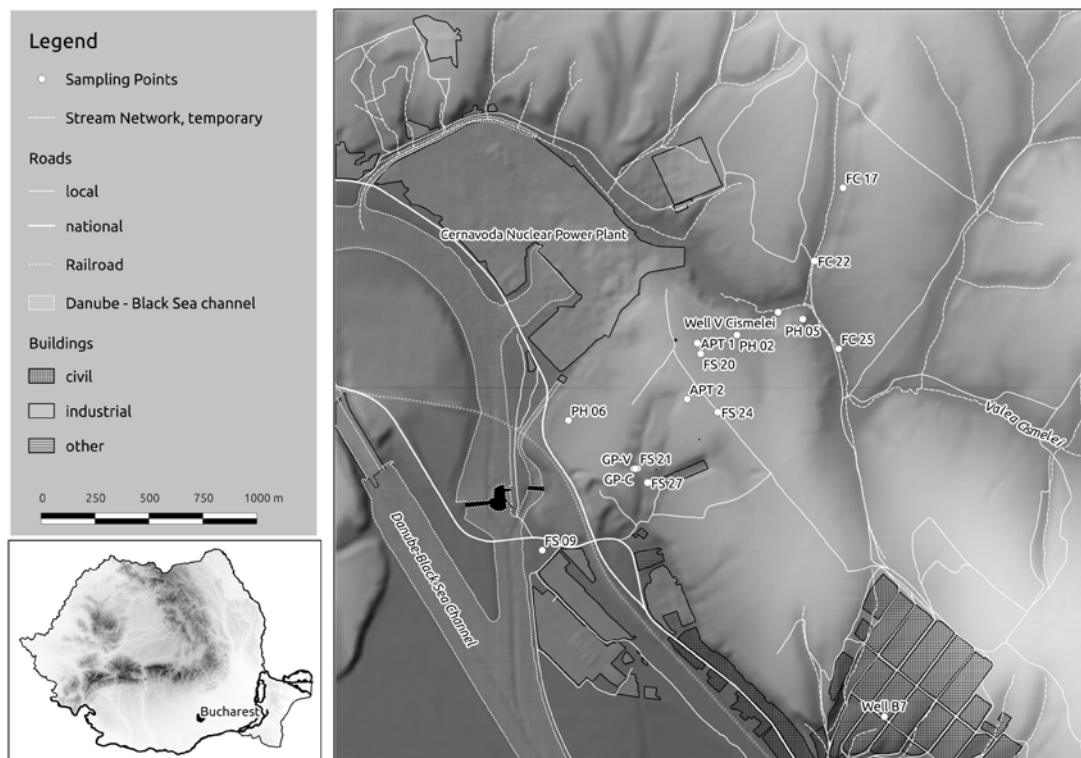 Legend
Sampling Points
Stream Network, temporary
Roads
local
national
Railroad
Danube - Black Sea channel
Buildings
civil
industrial
other
0 250 500 750 1000 m
Bucharest
FC 17
Cernavoda Nuclear Power Plant
FC 22
Well V Cismelei
PH 05
APT 1
PH 02
FC 25
FS 20
APT 2
PH 06
FS 24
Valea Cismelei
GP-V
FS 21
GP-C
FS 27
Danube-Black Sea Channel
FS 09
Well B7